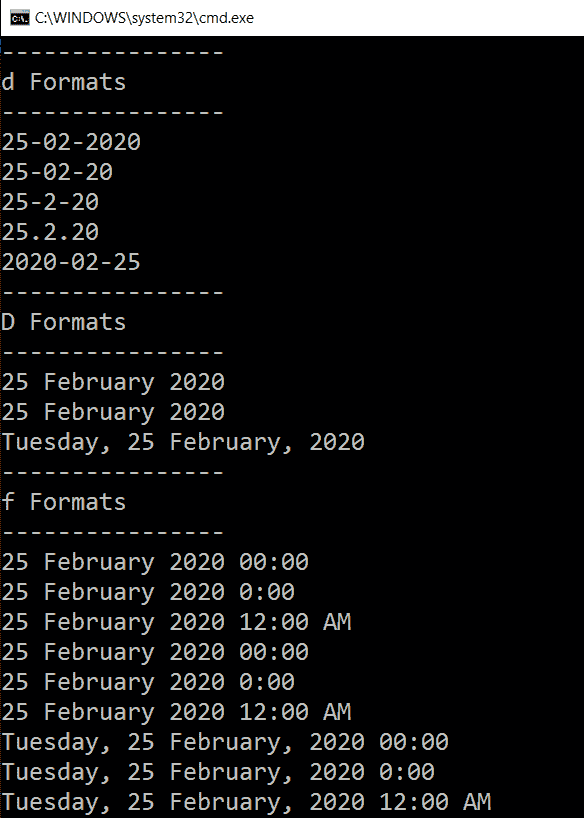 C:\WINDOWS\system32\cmd.exe
----------------
d Formats
----------------
25-02-2020
25-02-20
25-2-20
25.2.20
2020-02-25
----------------
D Formats
----------------
25 February 2020
25 February 2020
Tuesday, 25 February, 2020
----------------
f Formats
----------------
25 February 2020 00:00
25 February 2020 0:00
25 February 2020 12:00 AM
25 February 2020 00:00
25 February 2020 0:00
25 February 2020 12:00 AM
Tuesday, 25 February, 2020 00:00
Tuesday, 25 February, 2020 0:00
Tuesday, 25 February, 2020 12:00 AM